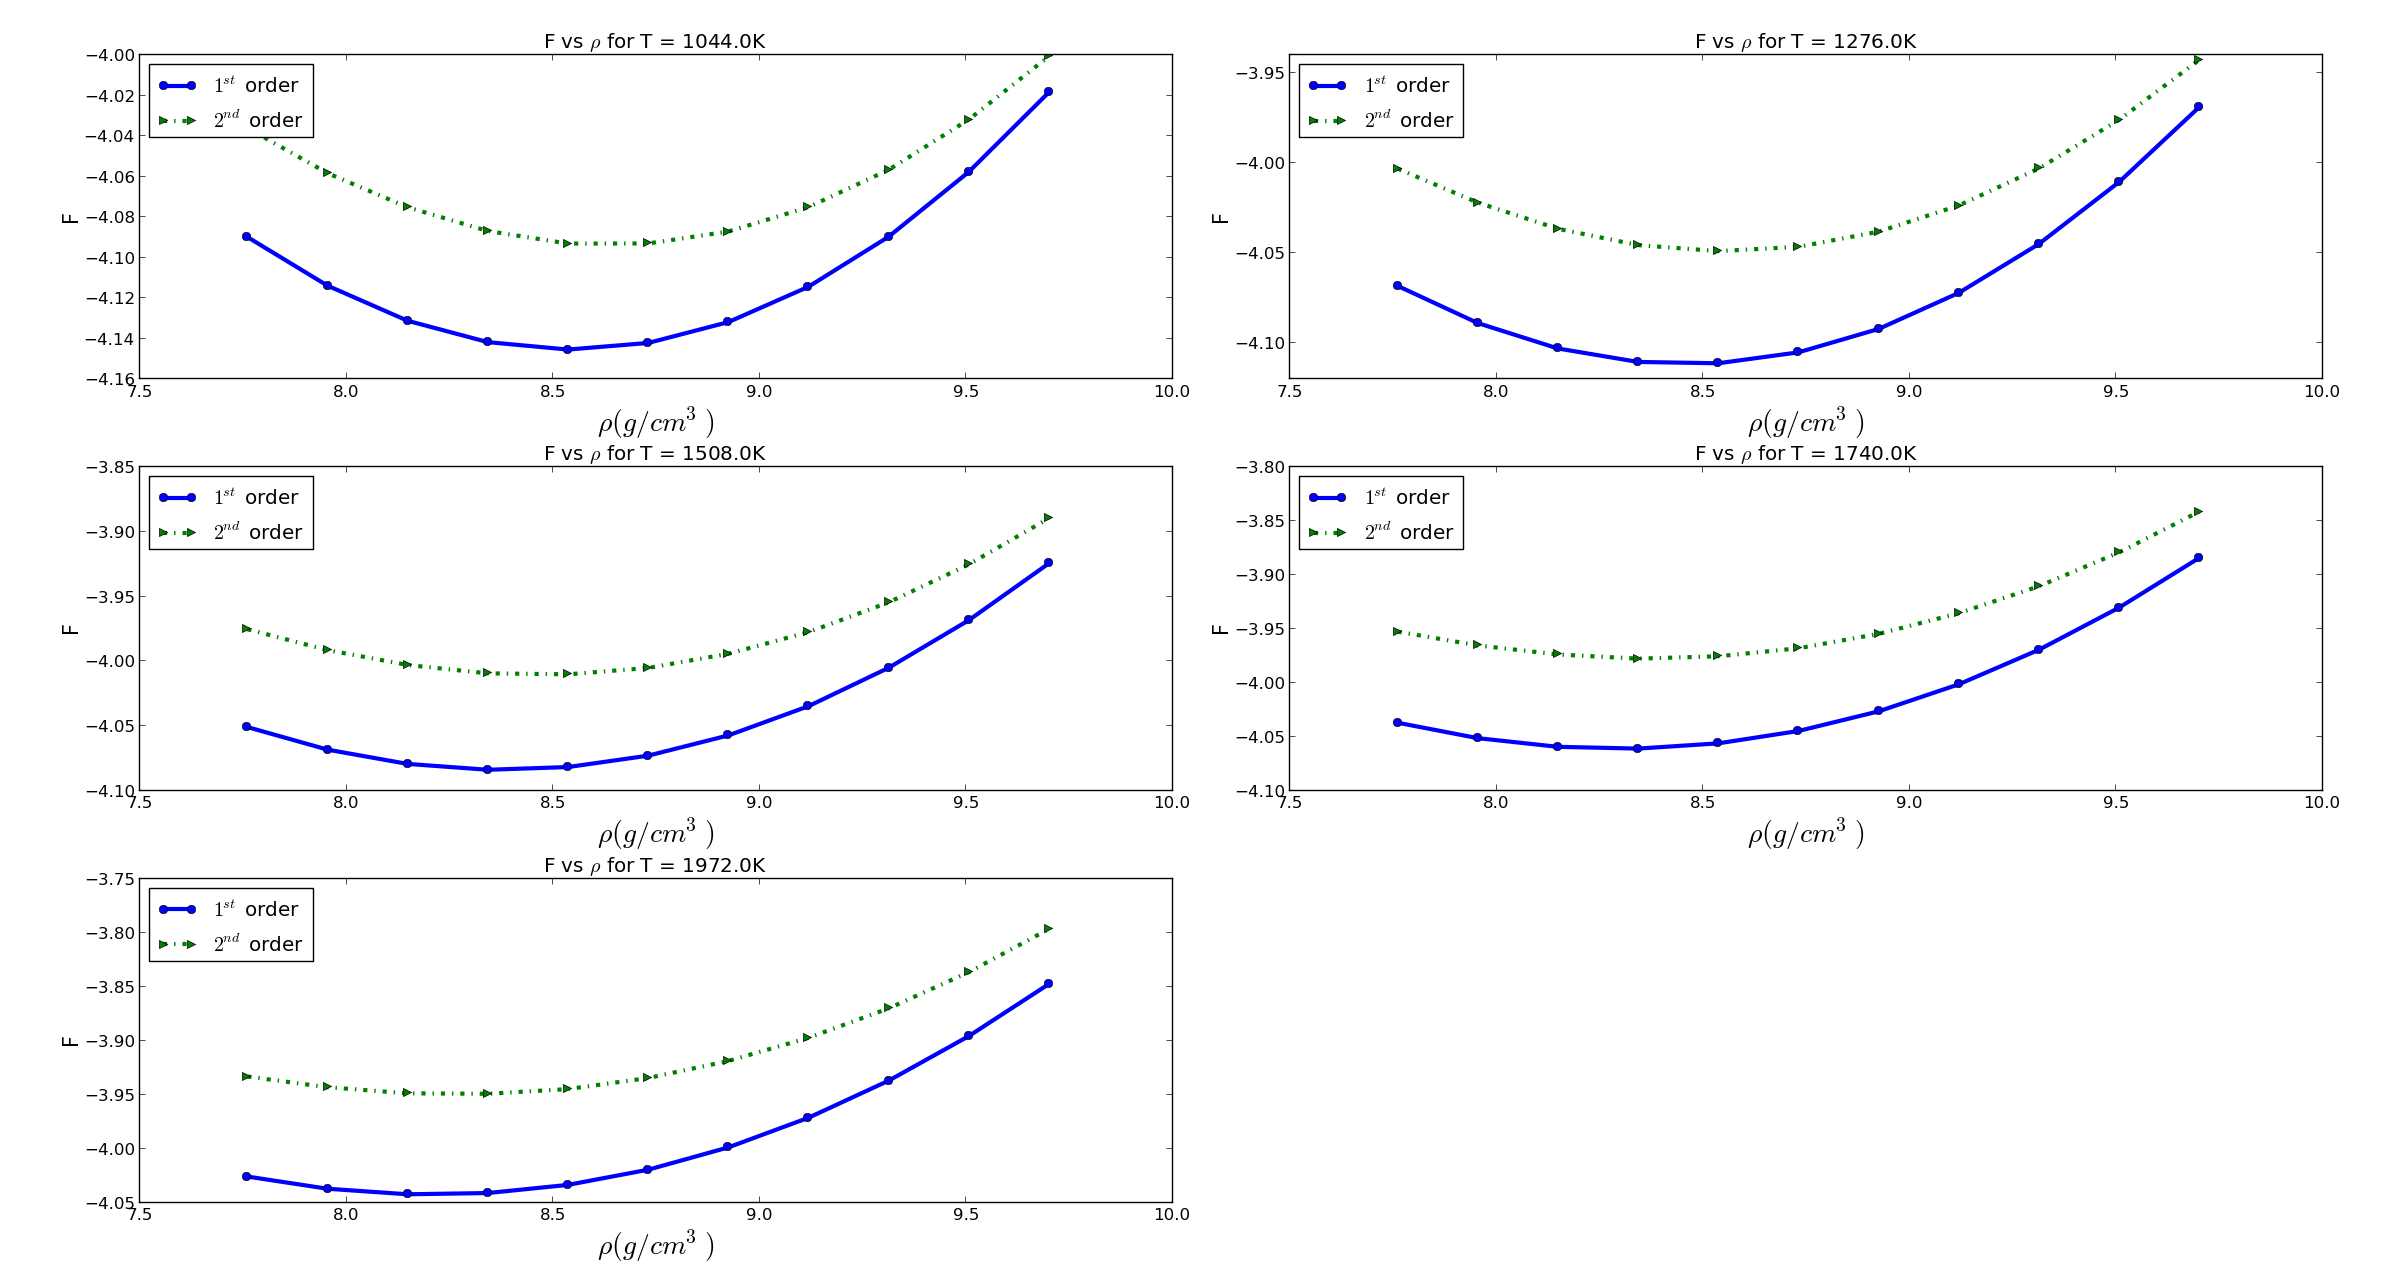 F vs ρ for T = 1044.0K
−4.00
−4.02
−4.04
−4.06
−4.08
−4.10
−4.12
−4.14
−4.16
F
1st order
2nd order
7.5 8.0 8.5 9.0 9.5 10.0
ρ(g/cm3 )
F vs ρ for T = 1276.0K
−3.95
−4.00
−4.05
−4.10
F
1st order
2nd order
7.5 8.0 8.5 9.0 9.5 10.0
ρ(g/cm3 )
F vs ρ for T = 1508.0K
−3.85
−3.90
−3.95
−4.00
−4.05
−4.10
F
1st order
2nd order
7.5 8.0 8.5 9.0 9.5 10.0
ρ(g/cm3 )
F vs ρ for T = 1740.0K
−3.80
−3.85
−3.90
−3.95
−4.00
−4.05
−4.10
F
1st order
2nd order
7.5 8.0 8.5 9.0 9.5 10.0
ρ(g/cm3 )
F vs ρ for T = 1972.0K
−3.75
−3.80
−3.85
−3.90
−3.95
−4.00
−4.05
F
1st order
2nd order
7.5 8.0 8.5 9.0 9.5 10.0
ρ(g/cm3 )